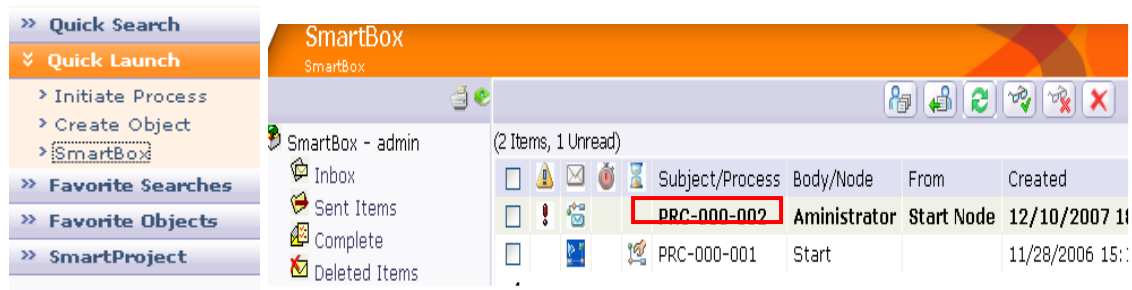 » Quick Search
Quick Launch
> Initiate Process
> Create Object
> SmartBox
» Favorite Searches
» Favorite Objects
» SmartProject
SmartBox
SmartBox
SmartBox - admin
Inbox
Sent Items
Complete
Deleted Items
(2 Items, 1 Unread)
Subject/Process Body/Node From Created
PRC-000-002 Aministrator Start Node 12/10/2007 18
PRC-000-001 Start 11/28/2006 15: